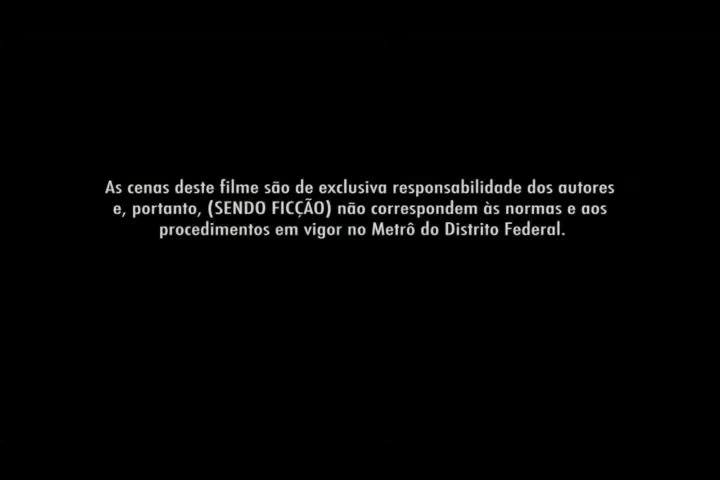 As cenas deste filme são de exclusiva responsabilidade dos autores
e, portanto, (SENDO FICÇÃO) não correspondem às normas e aos
procedimentos em vigor no Metrô do Distrito Federal.